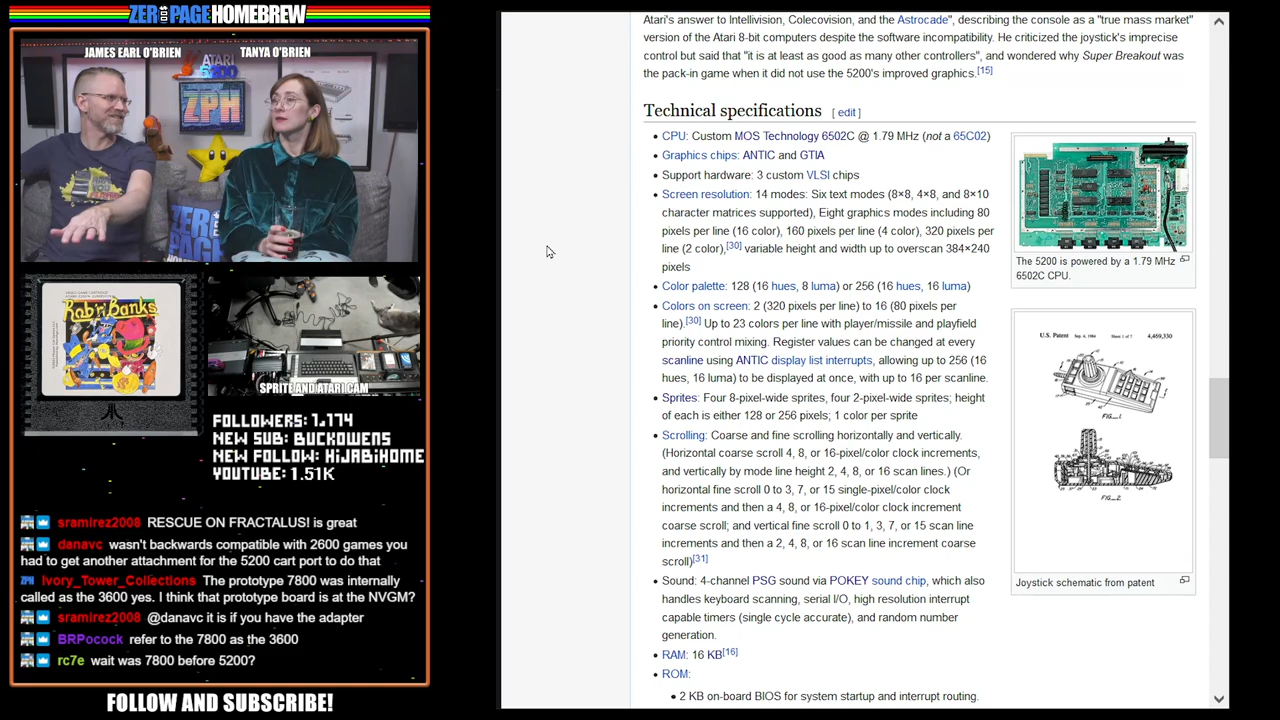 ZERO PAGE HOMEBREW
JAMES EARL O'BRIEN
TANYA O'BRIEN
ATARI
5200
ZPH
ZERO
PAGE
Rob'n'Banks
SPRITE AND ATARI CAM
FOLLOWERS: 1,174
NEW SUB: BUCKOWENS
NEW FOLLOW: HIJABIHOME
YOUTUBE: 1.51K
sramirez2008 RESCUE ON FRACTALUS! is great
danavc wasn't backwards compatible with 2600 games you
had to get another attachment for the 5200 cart port to do that
ZPH Ivory_Tower_Collections The prototype 7800 was internally
called as the 3600 yes. I think that prototype board is at the NVGM?
sramirez2008 @danavc it is if you have the adapter
BRPocock refer to the 7800 as the 3600
rc7e wait was 7800 before 5200?
FOLLOW AND SUBSCRIBE!
Atari's answer to Intellivision, Colecovision, and the Astrocade", describing the console as a "true mass market"
version of the Atari 8-bit computers despite the software incompatibility. He criticized the joystick's imprecise
control but said that "it is at least as good as many other controllers", and wondered why Super Breakout was
the pack-in game when it did not use the 5200's improved graphics.[15]
Technical specifications [ edit ]
• CPU: Custom MOS Technology 6502C @ 1.79 MHz (not a 65C02)
• Graphics chips: ANTIC and GTIA
• Support hardware: 3 custom VLSI chips
• Screen resolution: 14 modes: Six text modes (8×8, 4×8, and 8×10
character matrices supported), Eight graphics modes including 80
pixels per line (16 color), 160 pixels per line (4 color), 320 pixels per
line (2 color),[30] variable height and width up to overscan 384×240
pixels
• Color palette: 128 (16 hues, 8 luma) or 256 (16 hues, 16 luma)
• Colors on screen: 2 (320 pixels per line) to 16 (80 pixels per
line).[30] Up to 23 colors per line with player/missile and playfield
priority control mixing. Register values can be changed at every
scanline using ANTIC display list interrupts, allowing up to 256 (16
hues, 16 luma) to be displayed at once, with up to 16 per scanline.
• Sprites: Four 8-pixel-wide sprites, four 2-pixel-wide sprites; height
of each is either 128 or 256 pixels; 1 color per sprite
• Scrolling: Coarse and fine scrolling horizontally and vertically.
(Horizontal coarse scroll 4, 8, or 16-pixel/color clock increments,
and vertically by mode line height 2, 4, 8, or 16 scan lines.) (Or
horizontal fine scroll 0 to 3, 7, or 15 single-pixel/color clock
increments and then a 4, 8, or 16-pixel/color clock increment
coarse scroll; and vertical fine scroll 0 to 1, 3, 7, or 15 scan line
increments and then a 2, 4, 8, or 16 scan line increment coarse
scroll)[31]
• Sound: 4-channel PSG sound via POKEY sound chip, which also
handles keyboard scanning, serial I/O, high resolution interrupt
capable timers (single cycle accurate), and random number
generation.
• RAM: 16 KB[16]
• ROM:
• 2 KB on-board BIOS for system startup and interrupt routing.
The 5200 is powered by a 1.79 MHz
6502C CPU.
U.S. Patent Sep. 4, 1984 Sheet 1 of 7 4,469,330
FIG.1
FIG.2
Joystick schematic from patent